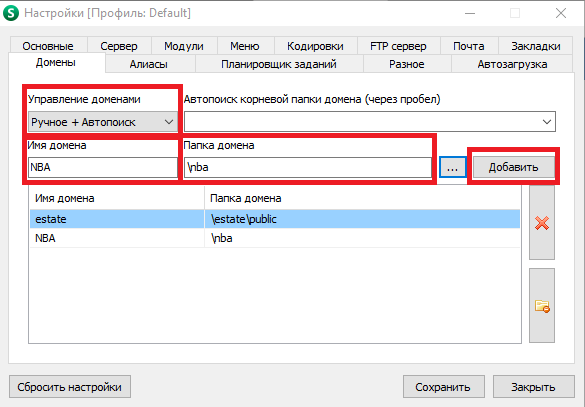 S Настройки [Профиль: Default]
Основные Сервер Модули Меню Кодировки FTP сервер Почта Закладки
Домены Алиасы Планировщик заданий Разное Автозагрузка
Управление доменами Автопоиск корневой папки домена (через пробел)
Ручное + Автопоиск
Имя домена Папка домена
NBA \nba ... Добавить
Имя домена Папка домена
estate \estate\public
NBA \nba
Сбросить настройки Сохранить Закрыть